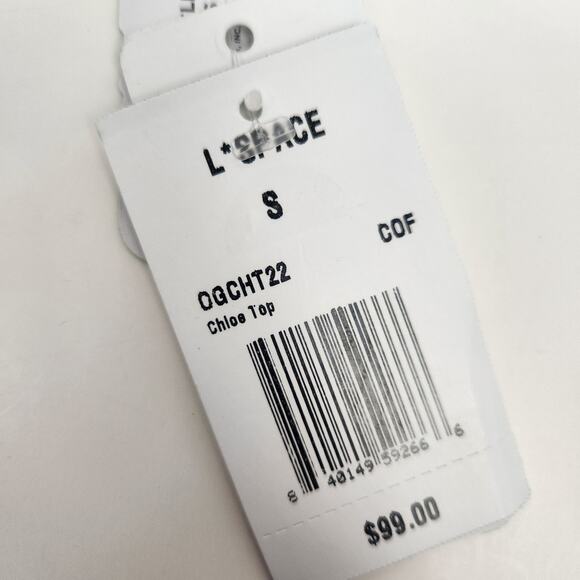 L*SPACE
S
COF
OGCHT22
Chloe Top
8 40149 59266 6
$99.00